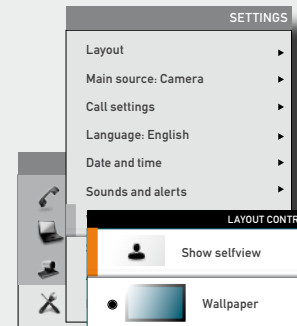 SETTINGS
Layout
Main source: Camera
Call settings
Language: English
Date and time
Sounds and alerts
LAYOUT CONTR
Show selfview
Wallpaper